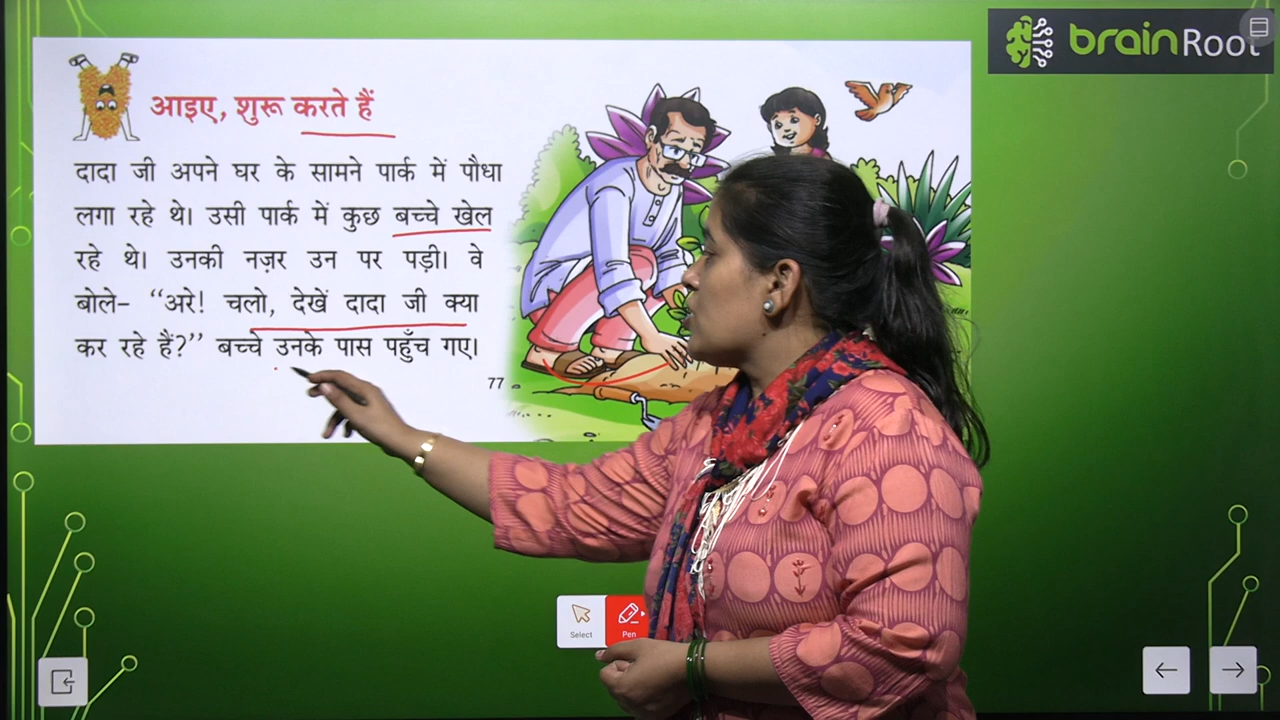 brainRoot
आइए, शुरू करते हैं
दादा जी अपने घर के सामने पार्क में पौधा
लगा रहे थे। उसी पार्क में कुछ बच्चे खेल
रहे थे। उनकी नज़र उन पर पड़ी। वे
बोले– “अरे! चलो, देखें दादा जी क्या
कर रहे हैं?” बच्चे उनके पास पहुँच गए।
77
Select
Pen